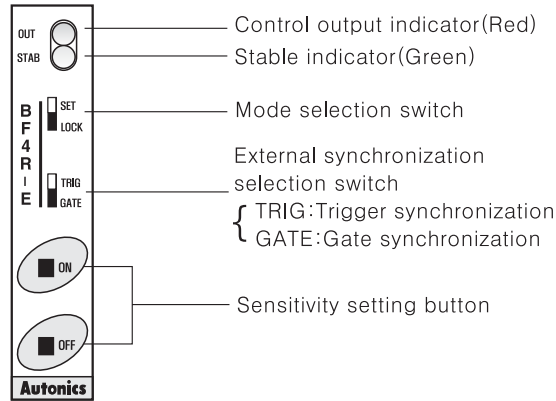 OUT
STAB
Control output indicator(Red)
Stable indicator(Green)
BF4R-E
SET
LOCK
Mode selection switch
TRIG
GATE
External synchronization
selection switch
{ TRIG:Trigger synchronization
GATE:Gate synchronization
ON
OFF
Sensitivity setting button
Autonics